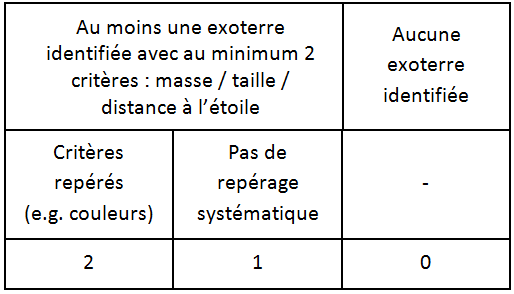 Au moins une exoterre
identifiée avec au minimum 2
critères : masse / taille /
distance à l’étoile
Aucune
exoterre
identifiée
Critères
repérés
(e.g. couleurs)
Pas de
repérage
systématique
-
2
1
0